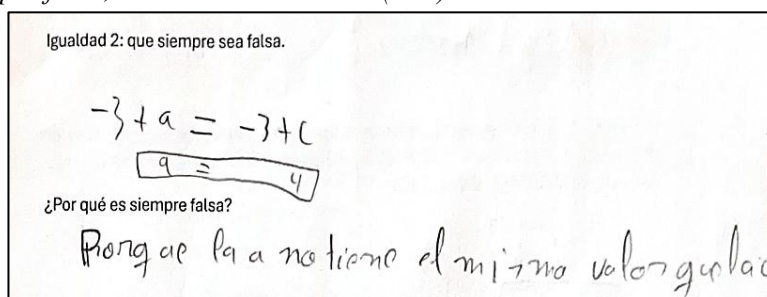 Igualdad 2: que siempre sea falsa.
-3 + a = -3 + c
a = 4
¿Por qué es siempre falsa?
Porque la a no tiene el mismo valor que la c